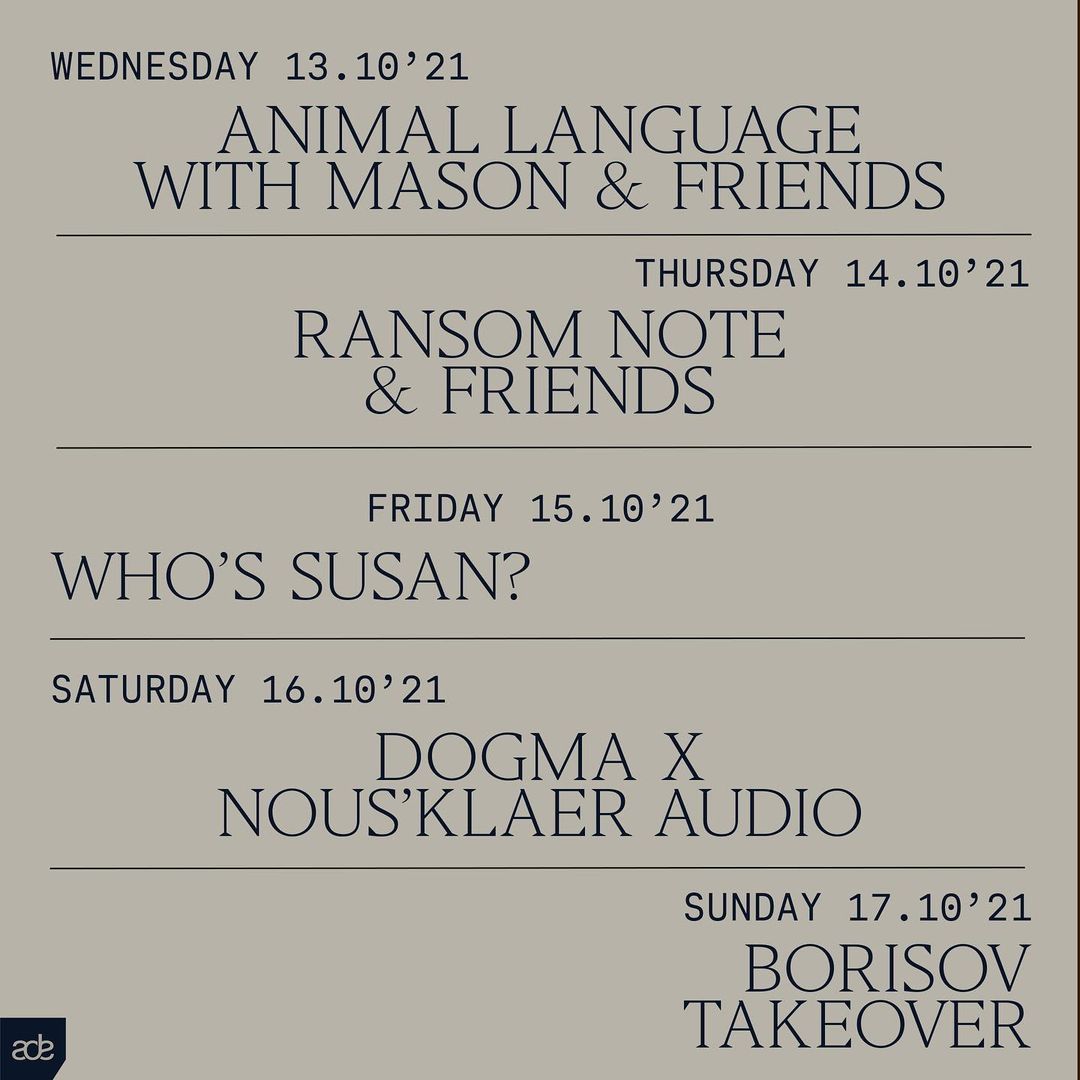 WEDNESDAY 13.10’21
ANIMAL LANGUAGE
WITH MASON & FRIENDS
THURSDAY 14.10’21
RANSOM NOTE
& FRIENDS
FRIDAY 15.10’21
WHO’S SUSAN?
SATURDAY 16.10’21
DOGMA X
NOUS’KLAER AUDIO
SUNDAY 17.10’21
BORISOV
TAKEOVER
ade